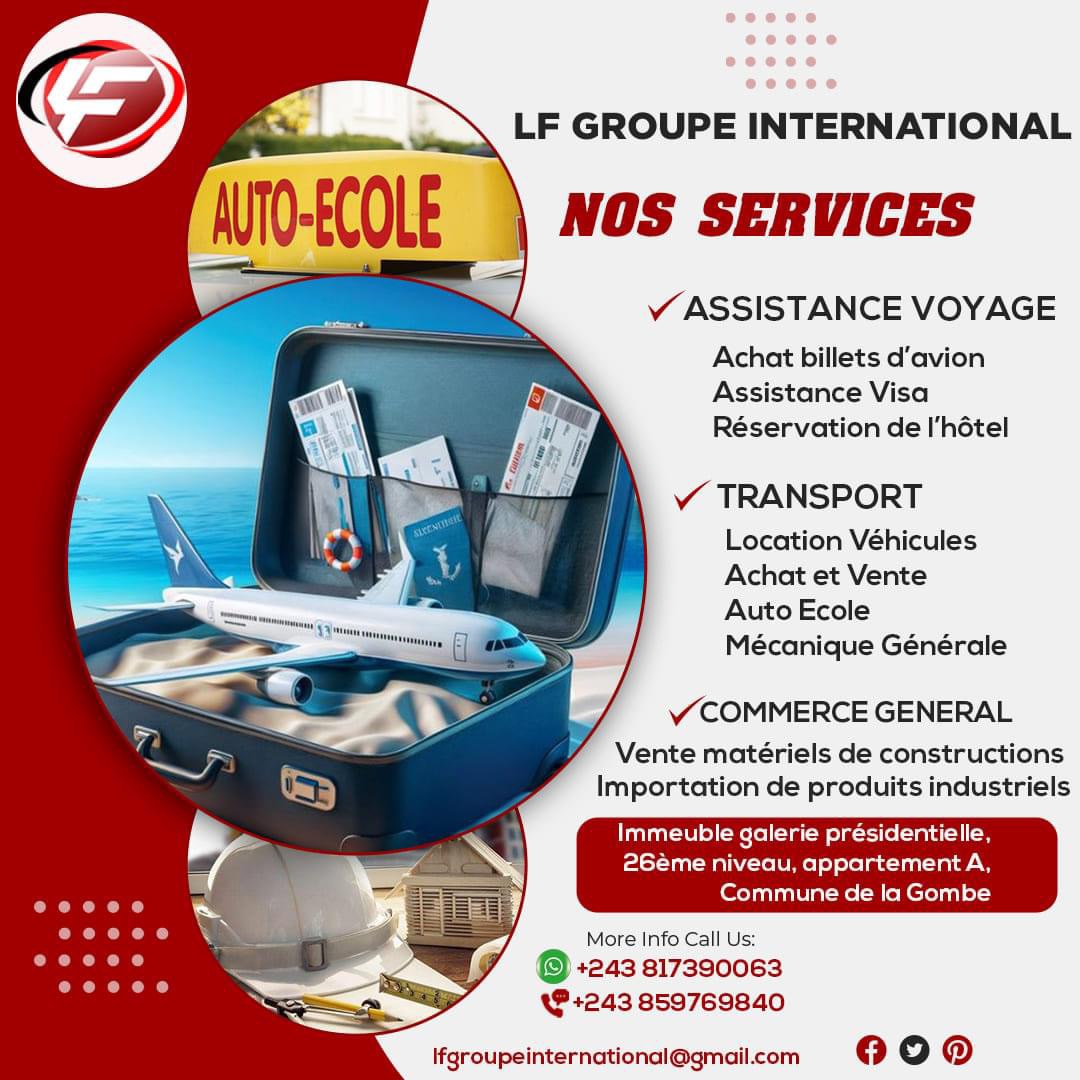 LF
LF GROUPE INTERNATIONAL
AUTO-ECOLE
NOS SERVICES
ASSISTANCE VOYAGE
Achat billets d'avion
Assistance Visa
Réservation de l'hôtel
TRANSPORT
Location Véhicules
Achat et Vente
Auto Ecole
Mécanique Générale
COMMERCE GENERAL
Vente matériels de constructions
Importation de produits industriels
Immeuble galerie présidentielle,
26ème niveau, appartement A,
Commune de la Gombe
More Info Call Us:
+243 817390063
+243 859769840
lfgroupeinternational@gmail.com